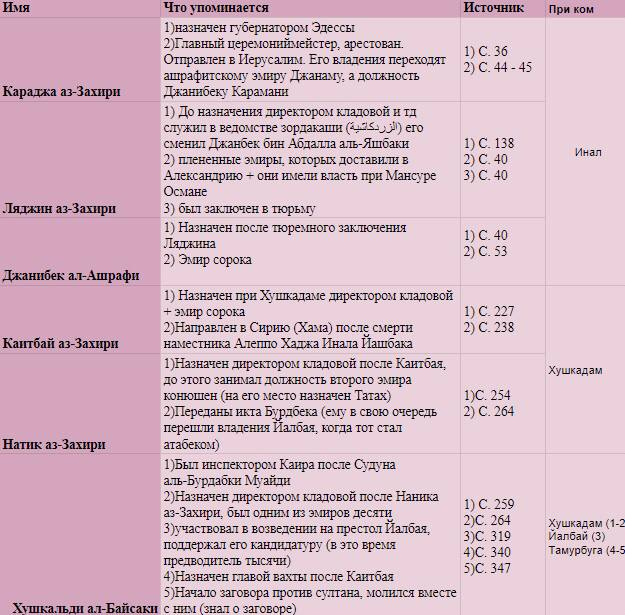 Имя Что упоминается Источник При ком
1)назначен губернатором Эдессы
2)Главный церемониймейстер, арестован.
Отправлен в Иерусалим. Его владения переходят
ашрафитскому эмиру Джанаму, а должность
Джанибеку Карамани
Караджа аз-Захири
1) С. 36
2) С. 44 - 45
Инал
1) До назначения директором кладовой и тд
служил в ведомстве зордакаши (الزردكاشية) его
сменил Джанбек бин Абдалла аль-Яшбаки
2) плененные эмиры, которых доставили в
Александрию + они имели власть при Мансуре
Османе
3) был заключен в тюрьму
Ляджин аз-Захири
1) С. 138
2) С. 40
3) С. 40
1) Назначен после тюремного заключения
Ляджина
2) Эмир сорока
Джанибек ал-Ашрафи
1) С. 40
2) С. 53
1) Назначен при Хушкадаме директором кладовой
+ эмир сорока
2)Направлен в Сирию (Хама) после смерти
наместника Алеппо Хаджа Инала Йашбака
Каитбай аз-Захири
1) С. 227
2) С. 238
Хушкадам
1)Назначен директором кладовой после Каитбая,
до этого занимал должность второго эмира
конюшен (на его место назначен Татах)
2)Переданы икта Бурдбека (ему в свою очередь
перешли владения Йалбая, когда тот стал
атабеком)
Натик аз-Захири
1)С. 254
2) С. 264
1)Был инспектором Каира после Судуна
аль-Бурдабки Муайди
2)Назначен директором кладовой после Наника
аз-Захири, был одним из эмиров десяти
3)участвовал в возведении на престол Йалбая,
поддержал его кандидатуру (в это время
предводитель тысячи)
4)Назначен главой вахты после Каитбая
5)Начало заговора против султана, молился вместе
с ним (знал о заговоре)
Хушкальди ал-Байсаки
1) С. 259
2)С. 264
3)С. 319
4)С. 340
5)С. 347
Хушкадам (1-2
Йалбай (3)
Тамурбуга (4-5